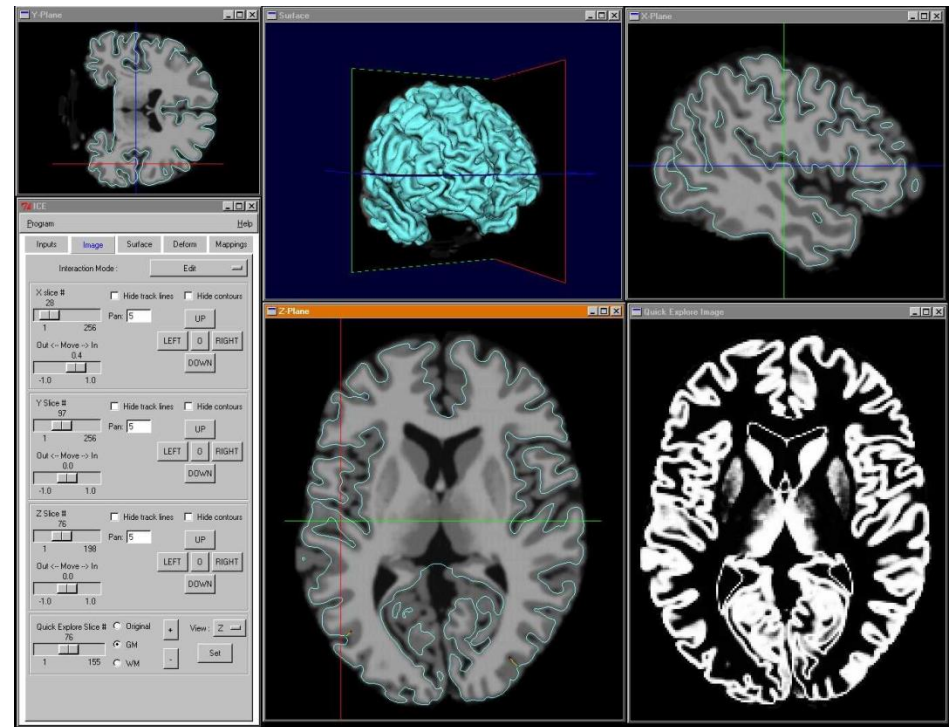 Y-Plane
Surface
X-Plane
ICE
Program Help
Inputs Image Surface Deform Mappings
Interaction Mode : Edit
X slice #
28
1 256
Hide track lines Hide contours
Pan: 5
UP
LEFT 0 RIGHT
DOWN
Out <-- Move --> In
0.4
-1.0 1.0
Y Slice #
97
1 256
Hide track lines Hide contours
Pan: 5
UP
LEFT 0 RIGHT
DOWN
Out <-- Move --> In
0.0
-1.0 1.0
Z Slice #
76
1 198
Hide track lines Hide contours
Pan: 5
UP
LEFT 0 RIGHT
DOWN
Out <-- Move --> In
0.0
-1.0 1.0
Quick Explore Slice #
76
1 155
Original
GM
WM
+
-
View : Z
Set
Z-Plane
Quick Explore Image